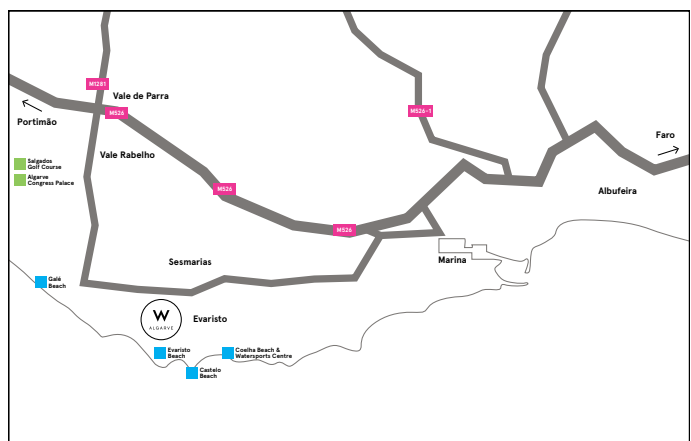 M1281
Vale de Parra
M526
Portimão
M526-1
Faro
Vale Rabelho
Salgados
Golf Course
Algarve
Congress Palace
M526
Albufeira
M526
Sesmarias
Marina
Galé
Beach
W
ALGARVE
Evaristo
Evaristo
Beach
Coelha Beach &
Watersports Centre
Castelo
Beach